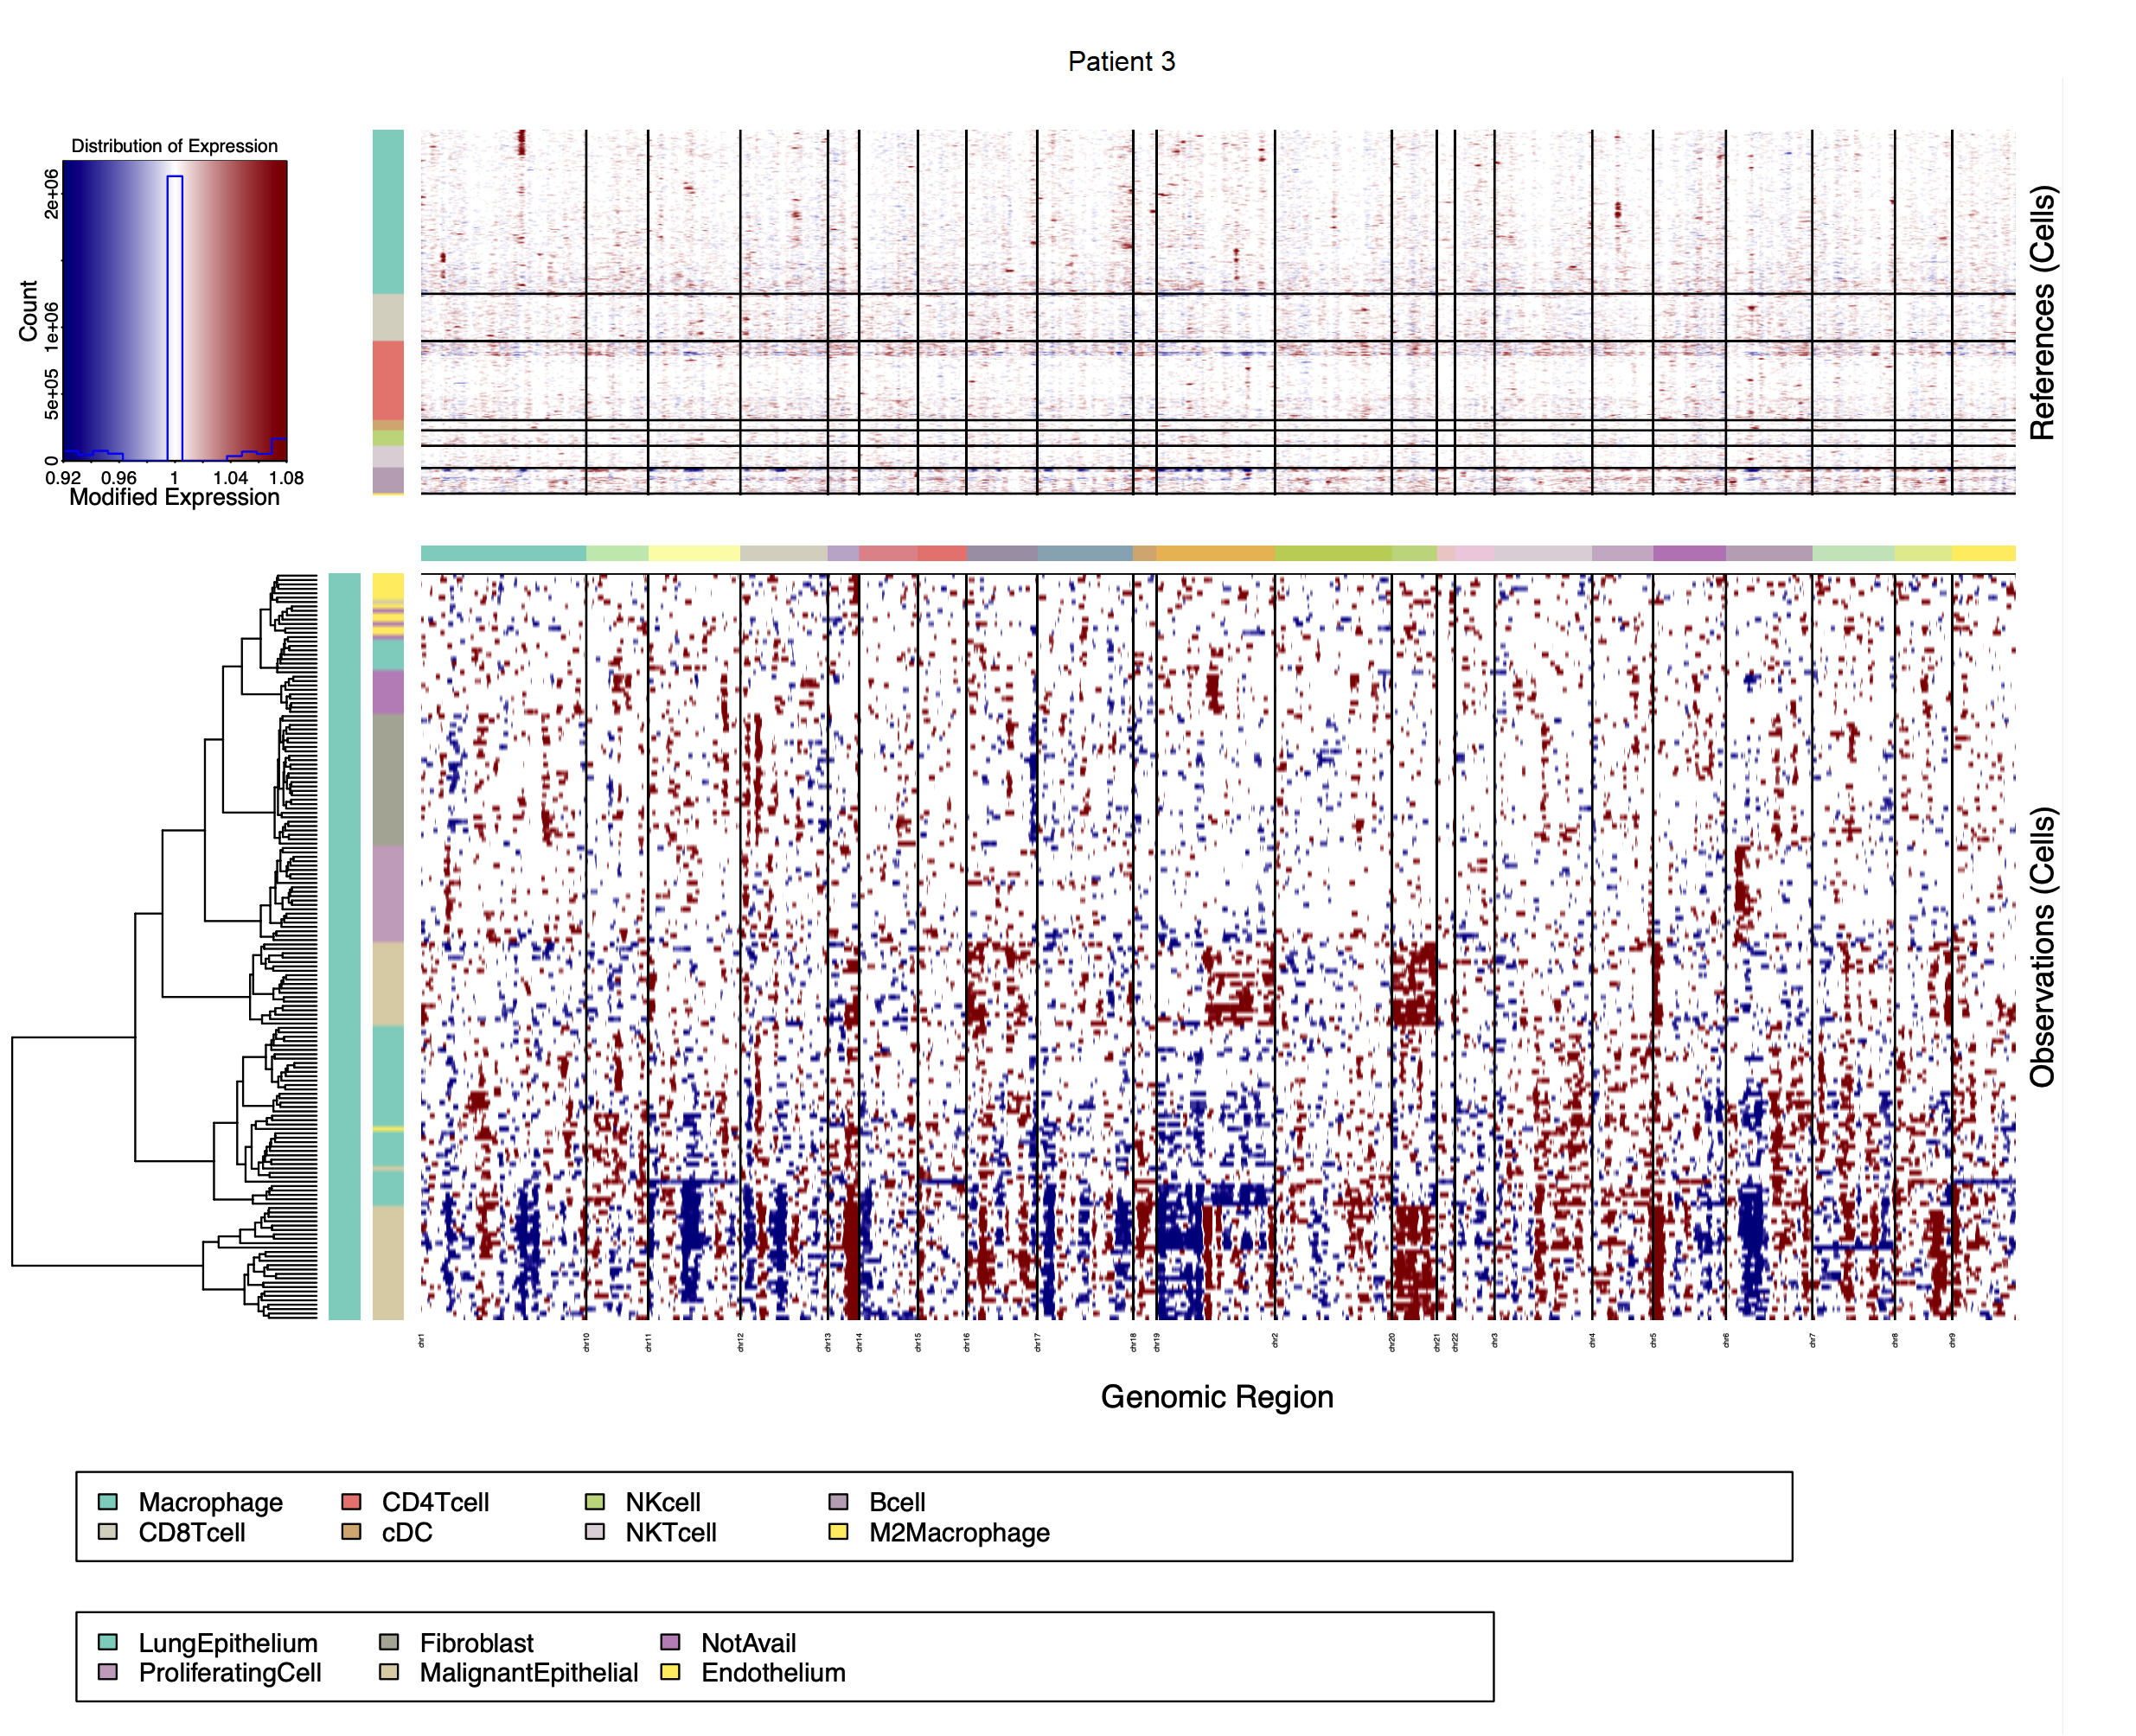 Patient 3
Distribution of Expression
Count
0 5e+05 1e+06 2e+06
0.92 0.96 1 1.04 1.08
Modified Expression
References (Cells)
Observations (Cells)
chr1 chr10 chr11 chr12 chr13 chr14 chr15 chr16 chr17 chr18 chr19 chr2 chr20 chr21 chr22 chr3 chr4 chr5 chr6 chr7 chr8 chr9
Genomic Region
Macrophage CD4Tcell NKcell Bcell
CD8Tcell cDC NKTcell M2Macrophage
LungEpithelium Fibroblast NotAvail
ProliferatingCell MalignantEpithelial Endothelium